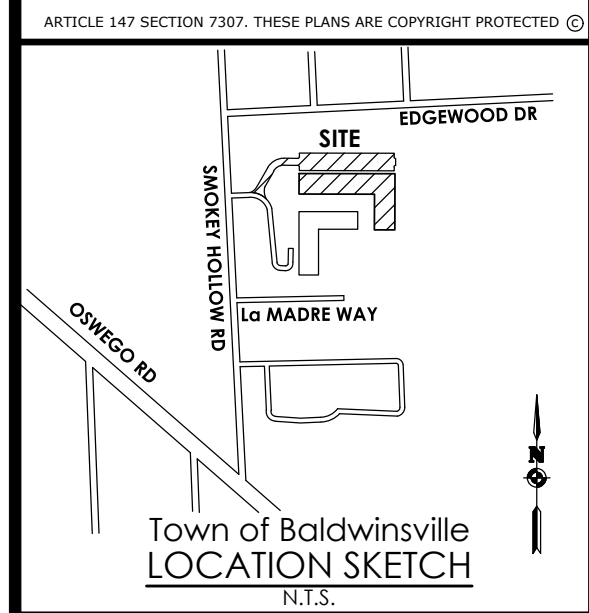 ARTICLE 147 SECTION 7307. THESE PLANS ARE COPYRIGHT PROTECTED ©
EDGEWOOD DR
SITE
SMOKEY HOLLOW RD
La MADRE WAY
OSWEGO RD
N
Town of Baldwinsville
LOCATION SKETCH
N.T.S.